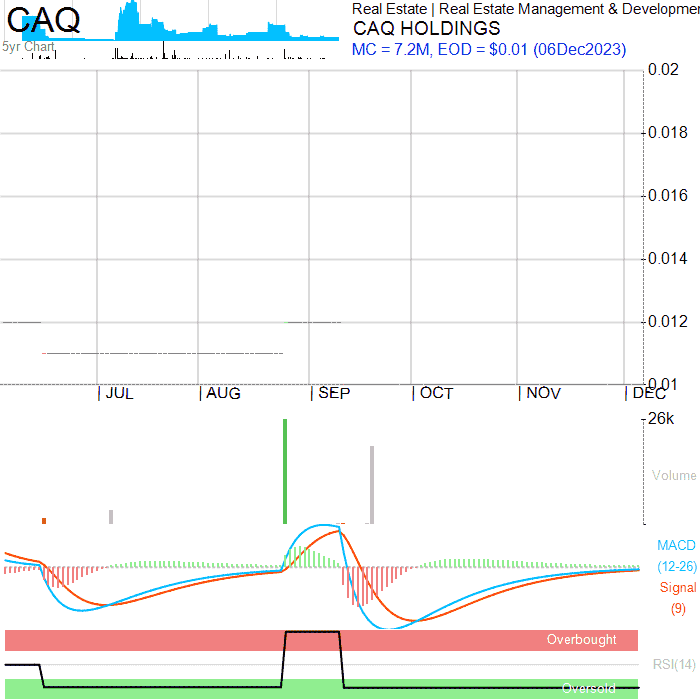 CAQ
5yr Chart
Real Estate | Real Estate Management & Developmen
CAQ HOLDINGS
MC = 7.2M, EOD = $0.01 (06Dec2023)
0.02
0.018
0.016
0.014
0.012
0.01
| JUL | AUG | SEP | OCT | NOV | DEC
26k
Volume
MACD
(12-26)
Signal
(9)
Overbought
RSI(14)
Oversold